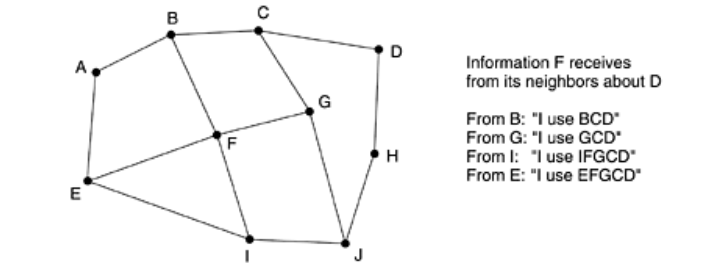 A
B
C
D
E
F
G
H
I
J
Information F receives
from its neighbors about D
From B: "I use BCD"
From G: "I use GCD"
From I: "I use IFGCD"
From E: "I use EFGCD"